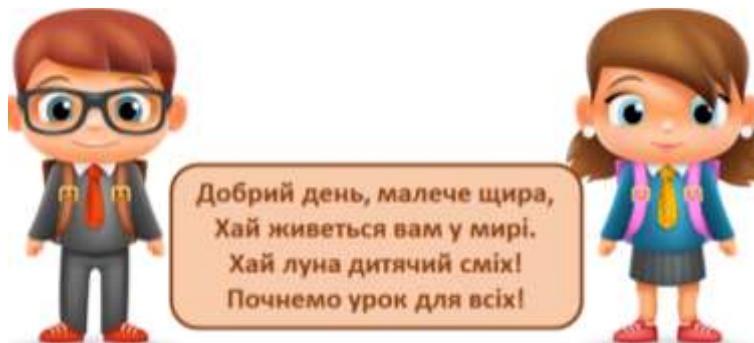 Добрий день, малече щира,
Хай живеться вам у мирі.
Хай луна дитячий сміх!
Почнемо урок для всіх!